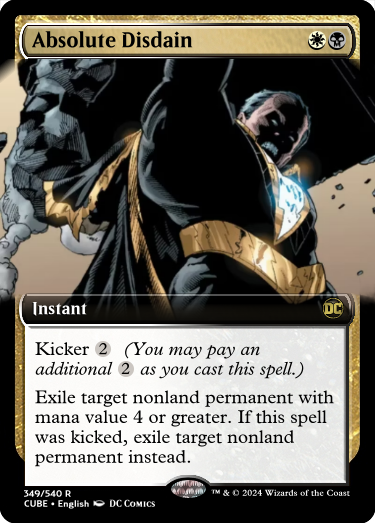 Absolute Disdain
Instant
DC
Kicker 2 (You may pay an
additional 2 as you cast this spell.)
Exile target nonland permanent with
mana value 4 or greater. If this spell
was kicked, exile target nonland
permanent instead.
349/540 R
CUBE • English DC Comics
™ & © 2024 Wizards of the Coast